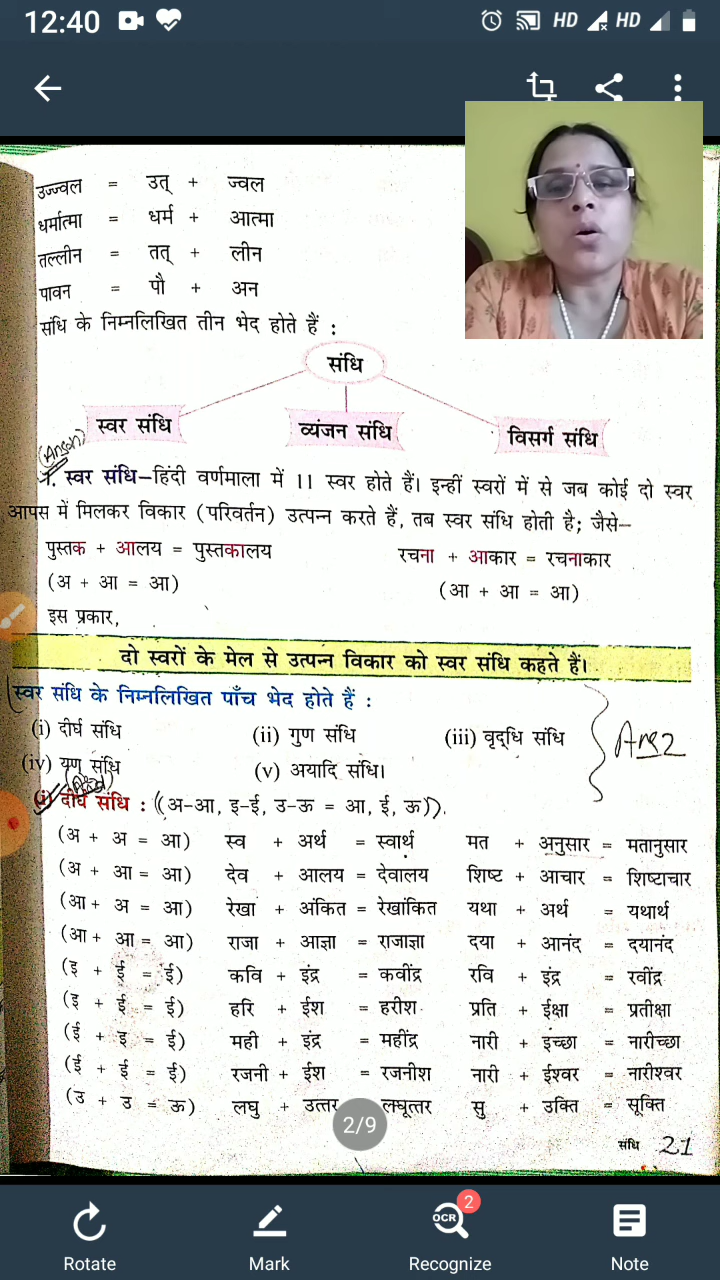 12:40 HD HD
उज्ज्वल = उत् + ज्वल
धर्मात्मा = धर्म + आत्मा
तल्लीन = तत् + लीन
पावन = पौ + अन
संधि के निम्नलिखित तीन भेद होते हैं :
संधि
स्वर संधि व्यंजन संधि विसर्ग संधि
(Ans1)
1. स्वर संधि–हिंदी वर्णमाला में 11 स्वर होते हैं। इन्हीं स्वरों में से जब कोई दो स्वर
आपस में मिलकर विकार (परिवर्तन) उत्पन्न करते हैं, तब स्वर संधि होती है; जैसे–
पुस्तक + आलय = पुस्तकालय रचना + आकार = रचनाकार
(अ + आ = आ) (आ + आ = आ)
इस प्रकार,
दो स्वरों के मेल से उत्पन्न विकार को स्वर संधि कहते हैं।
स्वर संधि के निम्नलिखित पाँच भेद होते हैं :
(i) दीर्घ संधि (ii) गुण संधि (iii) वृद्धि संधि
Ans2
(iv) यण् संधि (v) अयादि संधि।
(i) दीर्घ संधि : (अ-आ, इ-ई, उ-ऊ = आ, ई, ऊ)
(अ + अ = आ) स्व + अर्थ = स्वार्थ मत + अनुसार = मतानुसार
(अ + आ = आ) देव + आलय = देवालय शिष्ट + आचार = शिष्टाचार
(आ + अ = आ) रेखा + अंकित = रेखांकित यथा + अर्थ = यथार्थ
(आ + आ = आ) राजा + आज्ञा = राजाज्ञा दया + आनंद = दयानंद
(इ + ई = ई) कवि + इंद्र = कवींद्र रवि + इंद्र = रवींद्र
(इ + ई = ई) हरि + ईश = हरीश प्रति + ईक्षा = प्रतीक्षा
(ई + इ = ई) मही + इंद्र = महींद्र नारी + इच्छा = नारीच्छा
(ई + ई = ई) रजनी + ईश = रजनीश नारी + ईश्वर = नारीश्वर
(उ + उ = ऊ) लघु + उत्तर लघूत्तर सु + उक्ति = सूक्ति
2/9
संधि 21
OCR 2
Rotate Mark Recognize Note